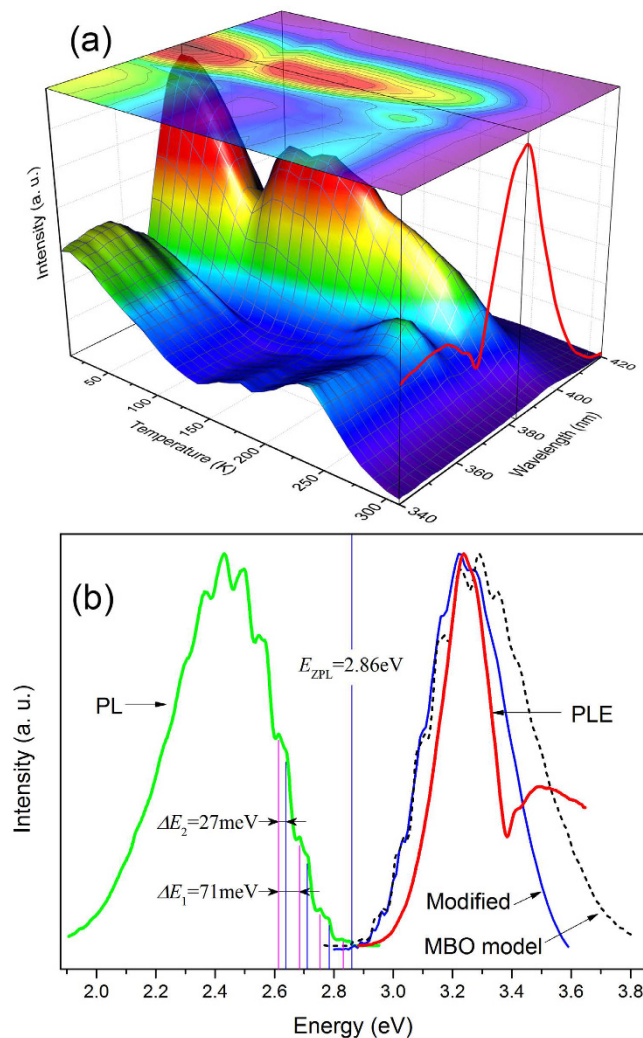 (a)
Intensity (a. u.)
50
100
150
200
250
300
Temperature (K)
340
360
380
400
420
Wavelength (nm)
(b)
E_ZPL=2.86eV
PL
PLE
ΔE₂=27meV
ΔE₁=71meV
Modified
MBO model
Intensity (a. u.)
2.0 2.2 2.4 2.6 2.8 3.0 3.2 3.4 3.6 3.8
Energy (eV)